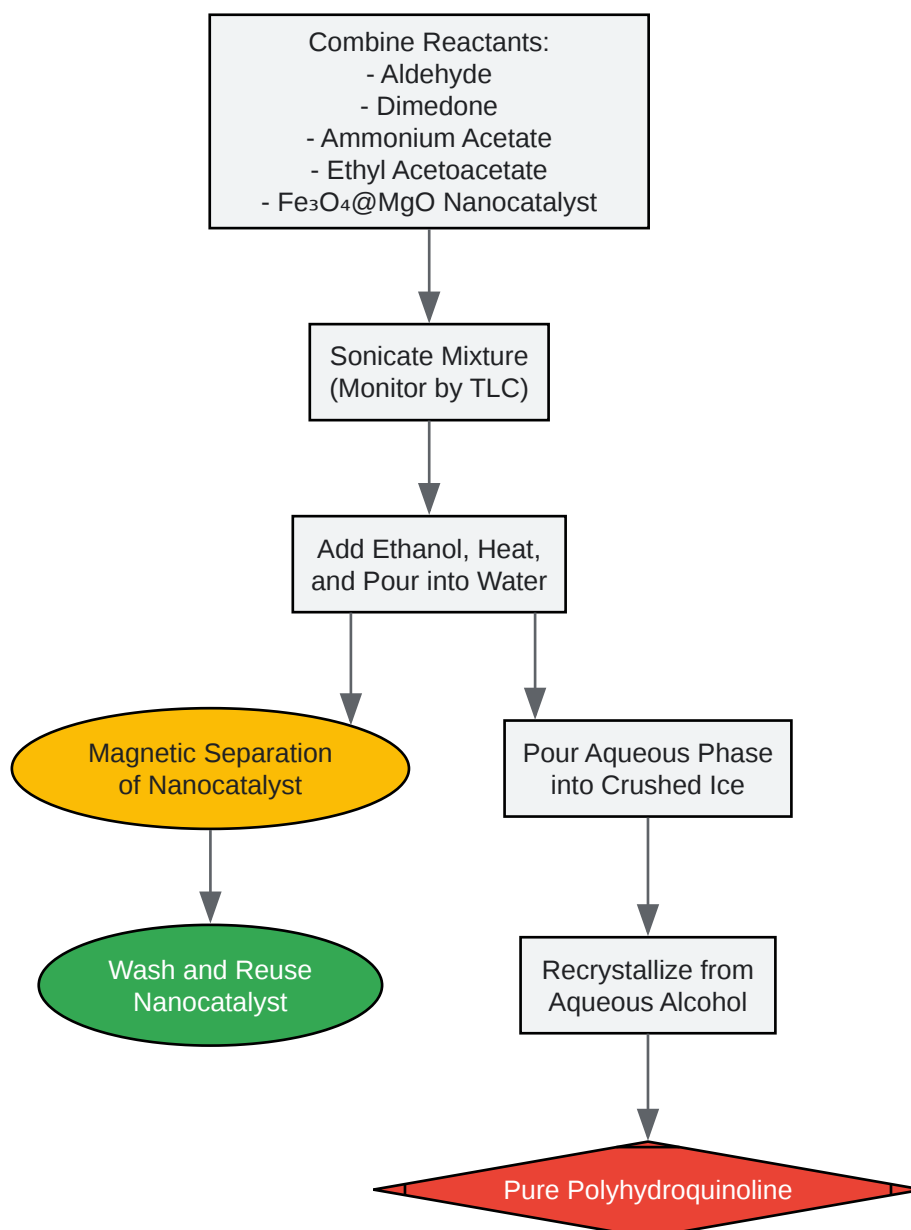 Combine Reactants:
- Aldehyde
- Dimedone
- Ammonium Acetate
- Ethyl Acetoacetate
- Fe₃O₄@MgO Nanocatalyst
Sonicate Mixture
(Monitor by TLC)
Add Ethanol, Heat,
and Pour into Water
Magnetic Separation
of Nanocatalyst
Pour Aqueous Phase
into Crushed Ice
Wash and Reuse
Nanocatalyst
Recrystallize from
Aqueous Alcohol
Pure Polyhydroquinoline